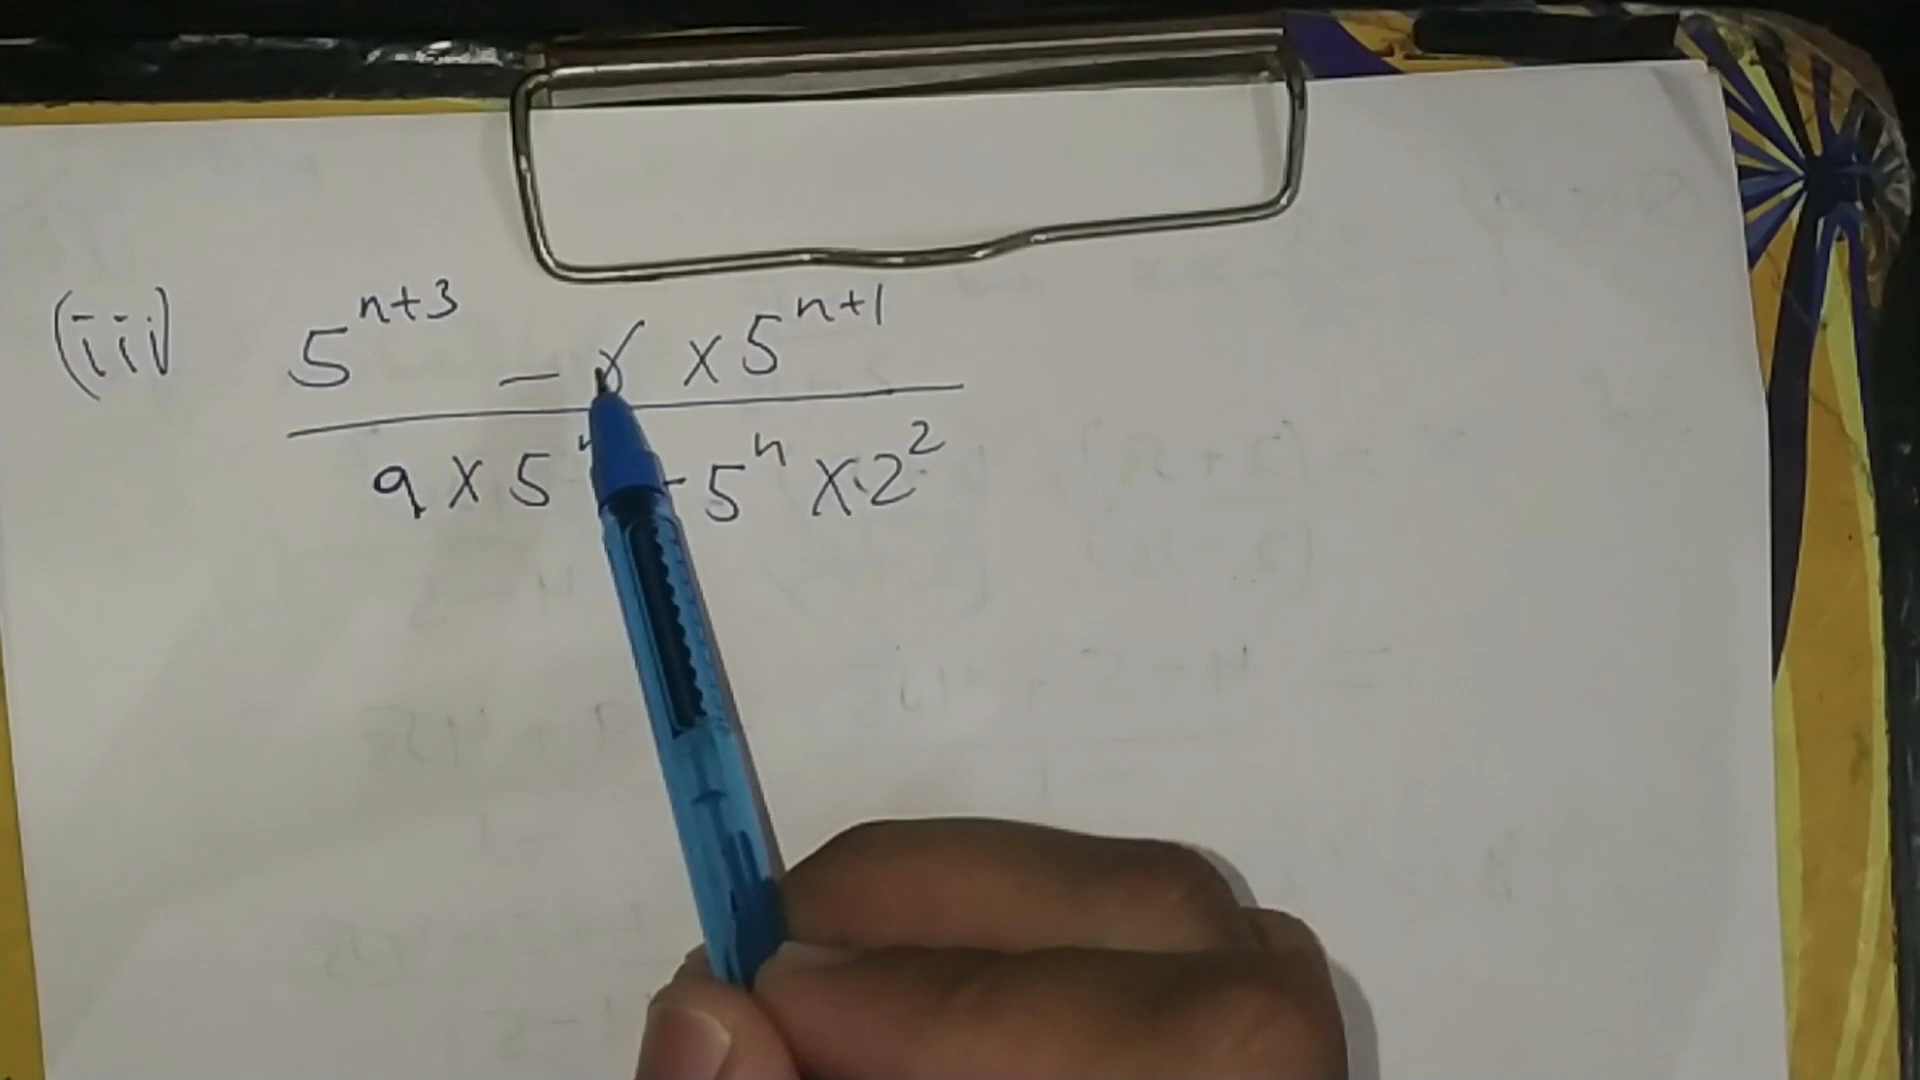 (iii) 5^{n+3} - 6 × 5^{n+1}
9 × 5^n - 5^n × 2^2